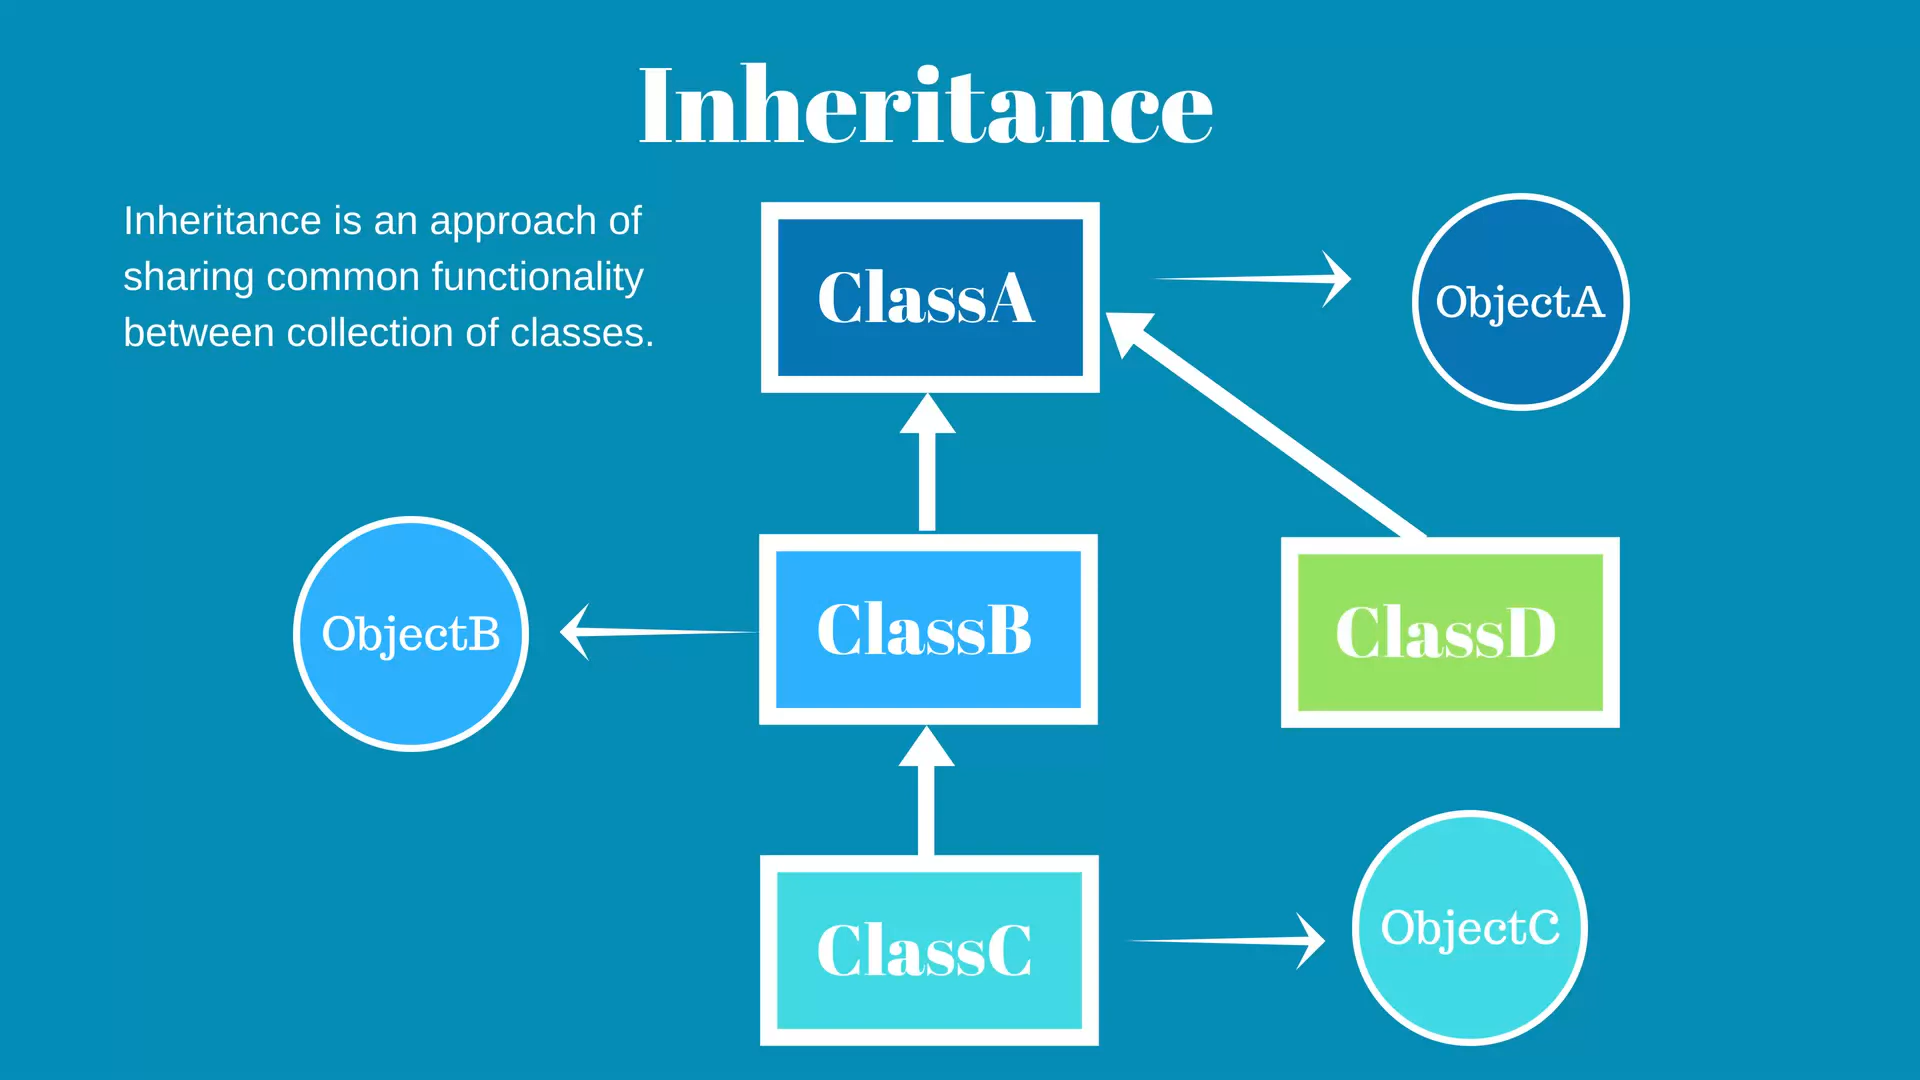 Inheritance
Inheritance is an approach of
sharing common functionality
between collection of classes.
ClassA
ObjectA
ObjectB
ClassB
ClassD
ClassC
ObjectC